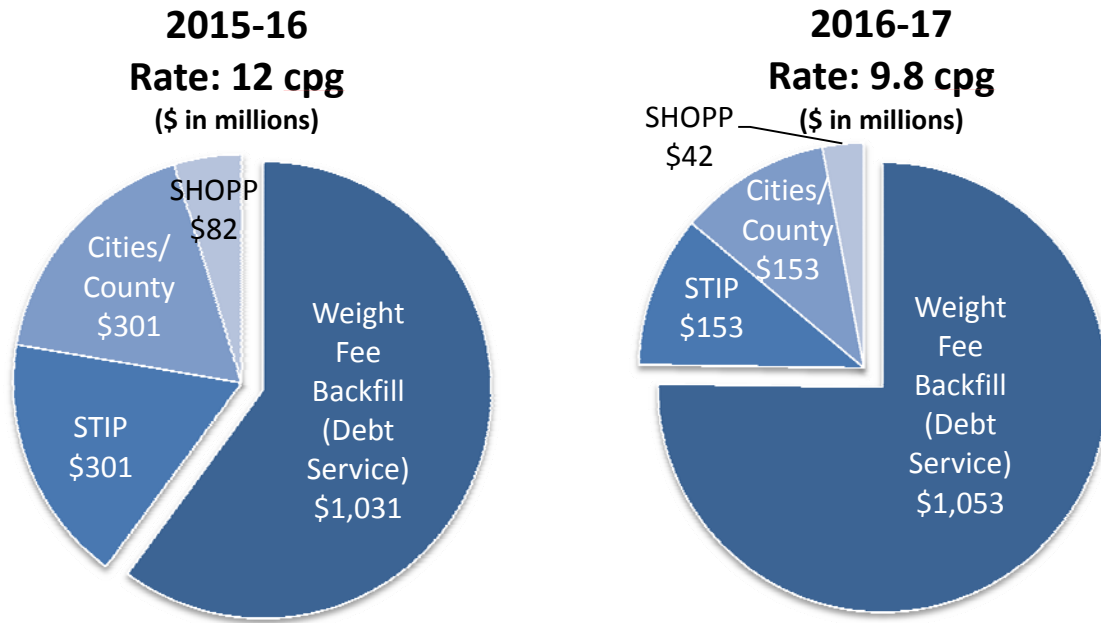 2015-16
Rate: 12 cpg
($ in millions)
SHOPP
$82
Cities/
County
$301
STIP
$301
Weight
Fee
Backfill
(Debt
Service)
$1,031
2016-17
Rate: 9.8 cpg
($ in millions)
SHOPP
$42
Cities/
County
$153
STIP
$153
Weight
Fee
Backfill
(Debt
Service)
$1,053